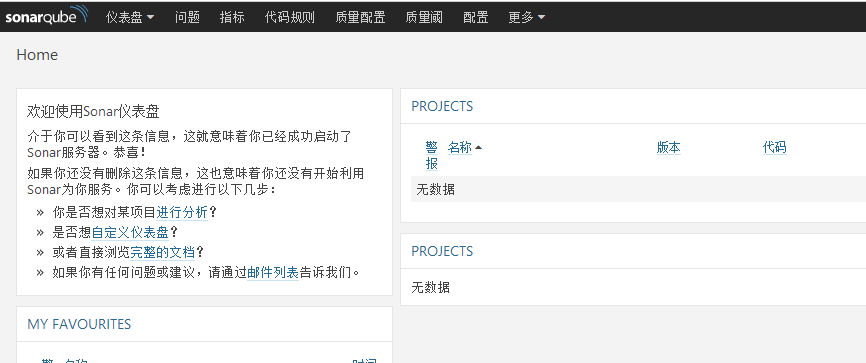 sonarqube 仪表盘 问题 指标 代码规则 质量配置 质量阈 配置 更多
Home
欢迎使用Sonar仪表盘
介于你可以看到这条信息，这就意味着你已经成功启动了
Sonar服务器。恭喜！
如果你还没有删除这条信息，这也意味着你还没有开始利用
Sonar为你服务。你可以考虑进行以下几步：
» 你是否想对某项目进行分析？
» 是否想自定义仪表盘？
» 或者直接浏览完整的文档？
» 如果你有任何问题或建议，请通过邮件列表告诉我们。
MY FAVOURITES
警 名称 时间
PROJECTS
警报 名称 版本 代码
无数据
PROJECTS
无数据